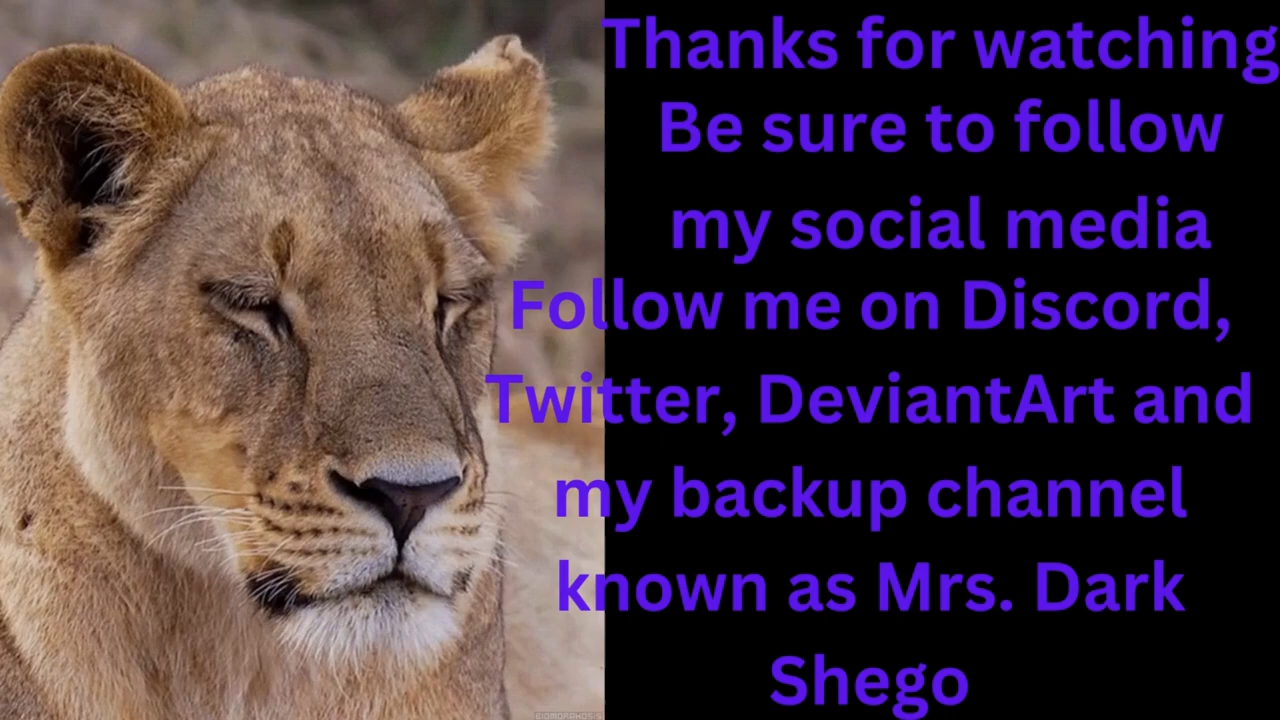 Thanks for watching
Be sure to follow
my social media
Follow me on Discord,
Twitter, DeviantArt and
my backup channel
known as Mrs. Dark
Shego
BIOMORPHOSIS